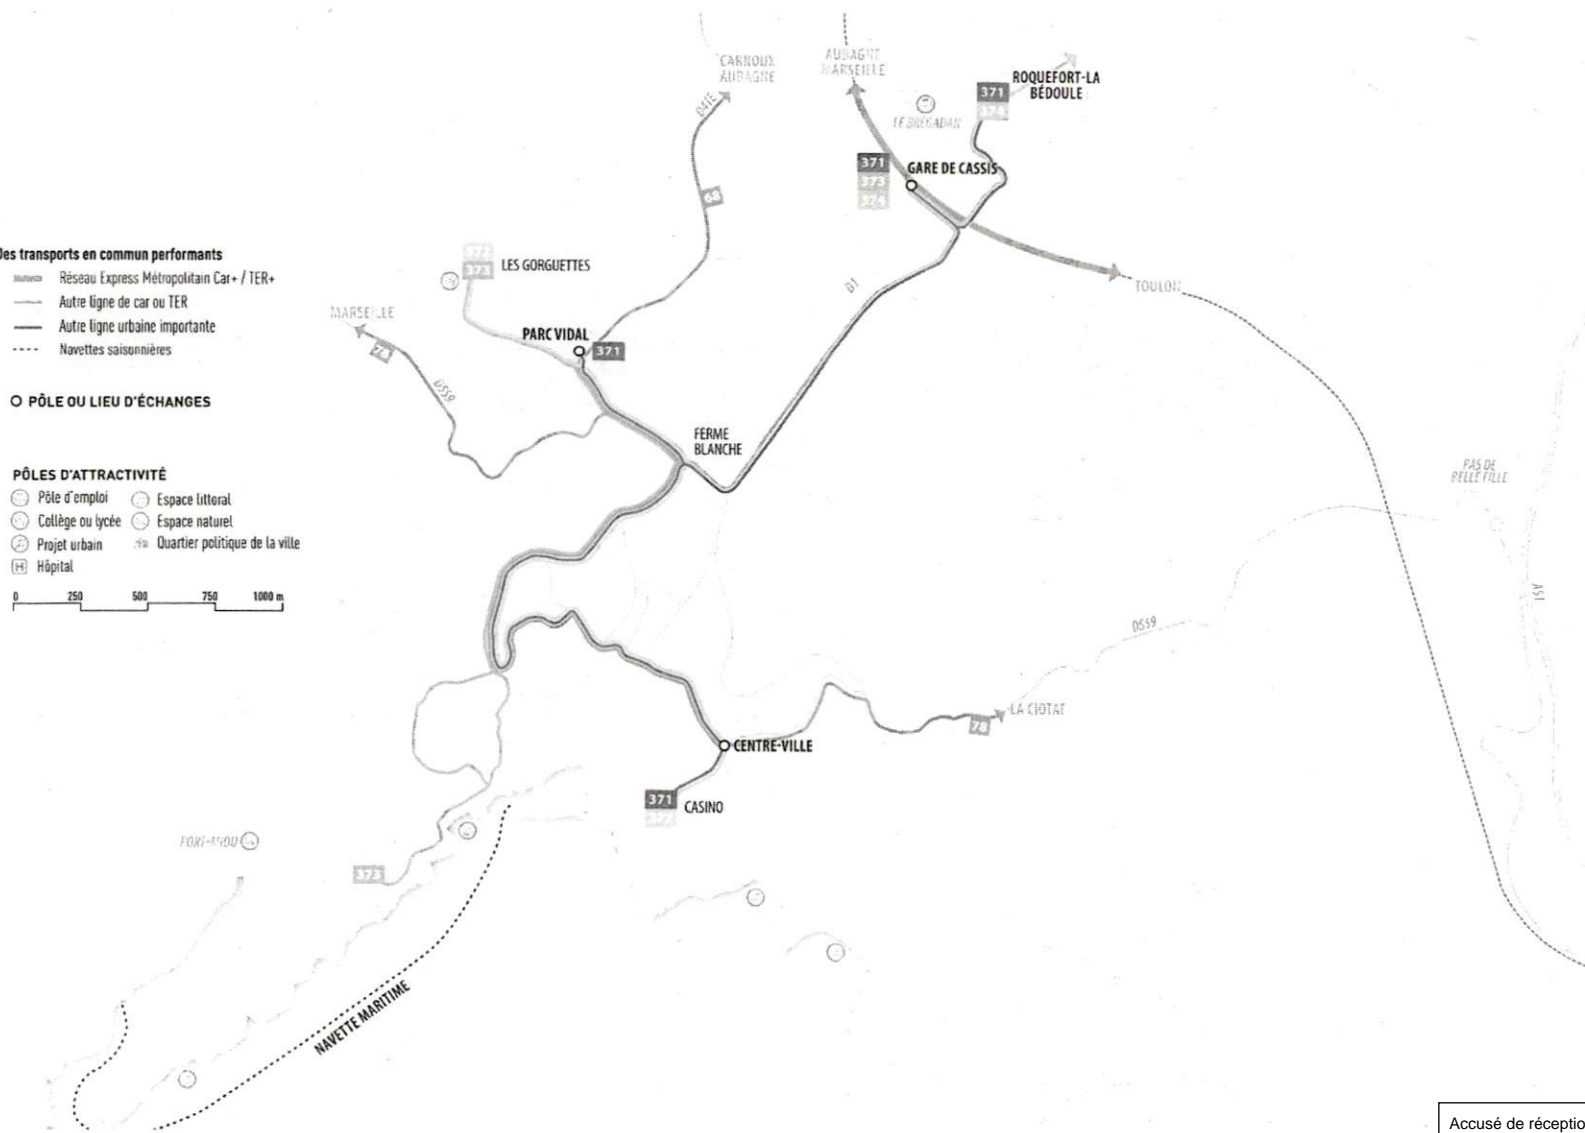 CARNOUX
AUBAGNE
AUBAGNE
MARSEILLE
ROQUEFORT-LA
BÉDOULE
371
374
D41E
LE BRÉGADAN
371
373
374
GARE DE CASSIS
68
Des transports en commun performants
Réseau Express Métropolitain Car+ / TER+
Autre ligne de car ou TER
Autre ligne urbaine importante
Navettes saisonnières
PÔLE OU LIEU D'ÉCHANGES
PÔLES D'ATTRACTIVITÉ
Pôle d'emploi
Espace littoral
Collège ou lycée
Espace naturel
Projet urbain
Quartier politique de la ville
H Hôpital
0 250 500 750 1000 m
372
373
LES GORGUETTES
MARSEILLE
PARC VIDAL
371
D559
D1
TOULON
FERME
BLANCHE
PAS DE
BELLE FILLE
D559
LA CIOTAT
78
CENTRE-VILLE
371
372
CASINO
PORT-MIOU
373
NAVETTE MARITIME
Accusé de réceptio